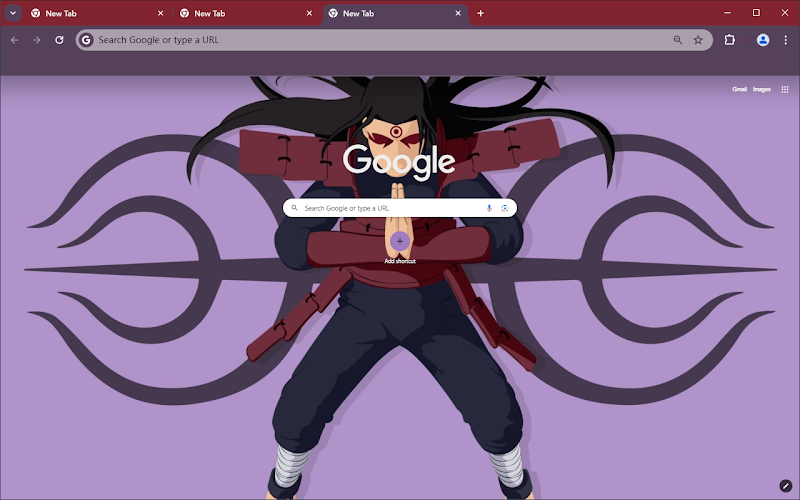 New Tab
New Tab
New Tab
Search Google or type a URL
Gmail Images
Google
Search Google or type a URL
Add shortcut